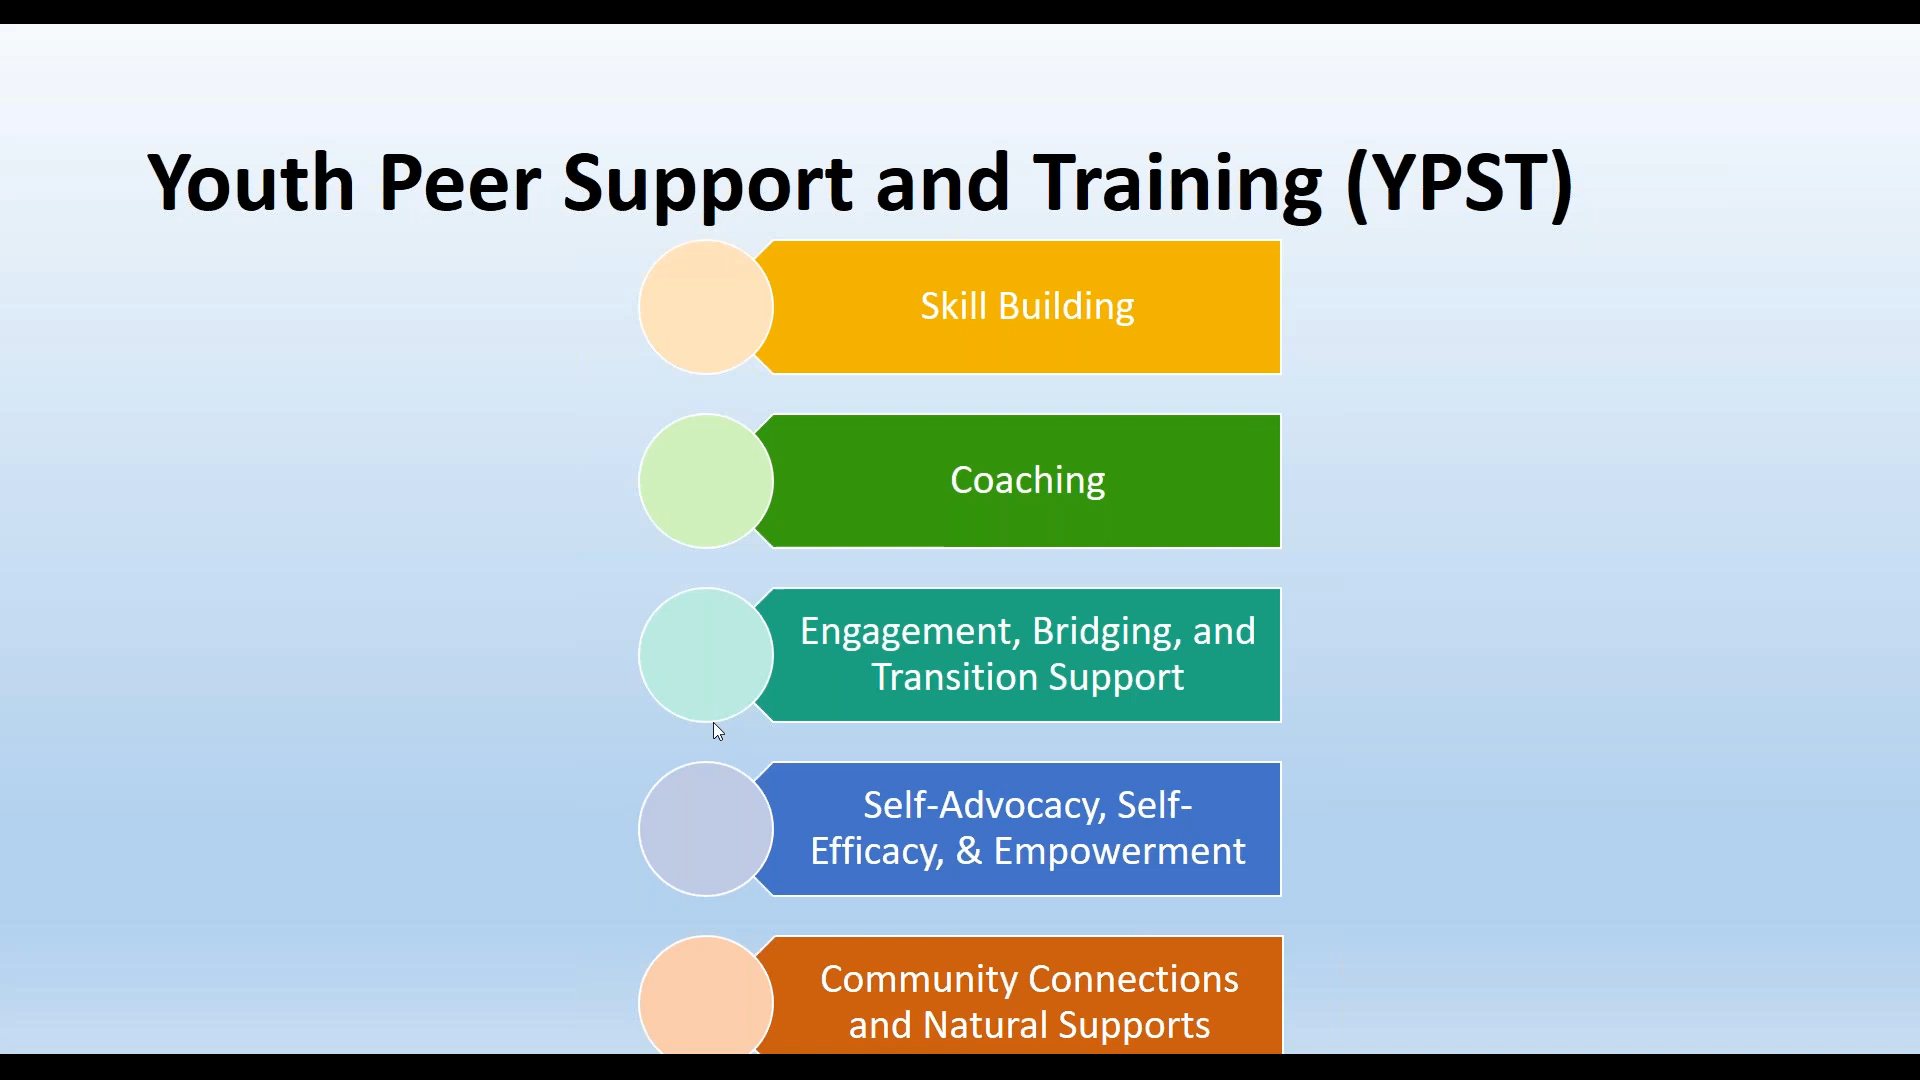 Youth Peer Support and Training (YPST)
Skill Building
Coaching
Engagement, Bridging, and
Transition Support
Self-Advocacy, Self-
Efficacy, & Empowerment
Community Connections
and Natural Supports